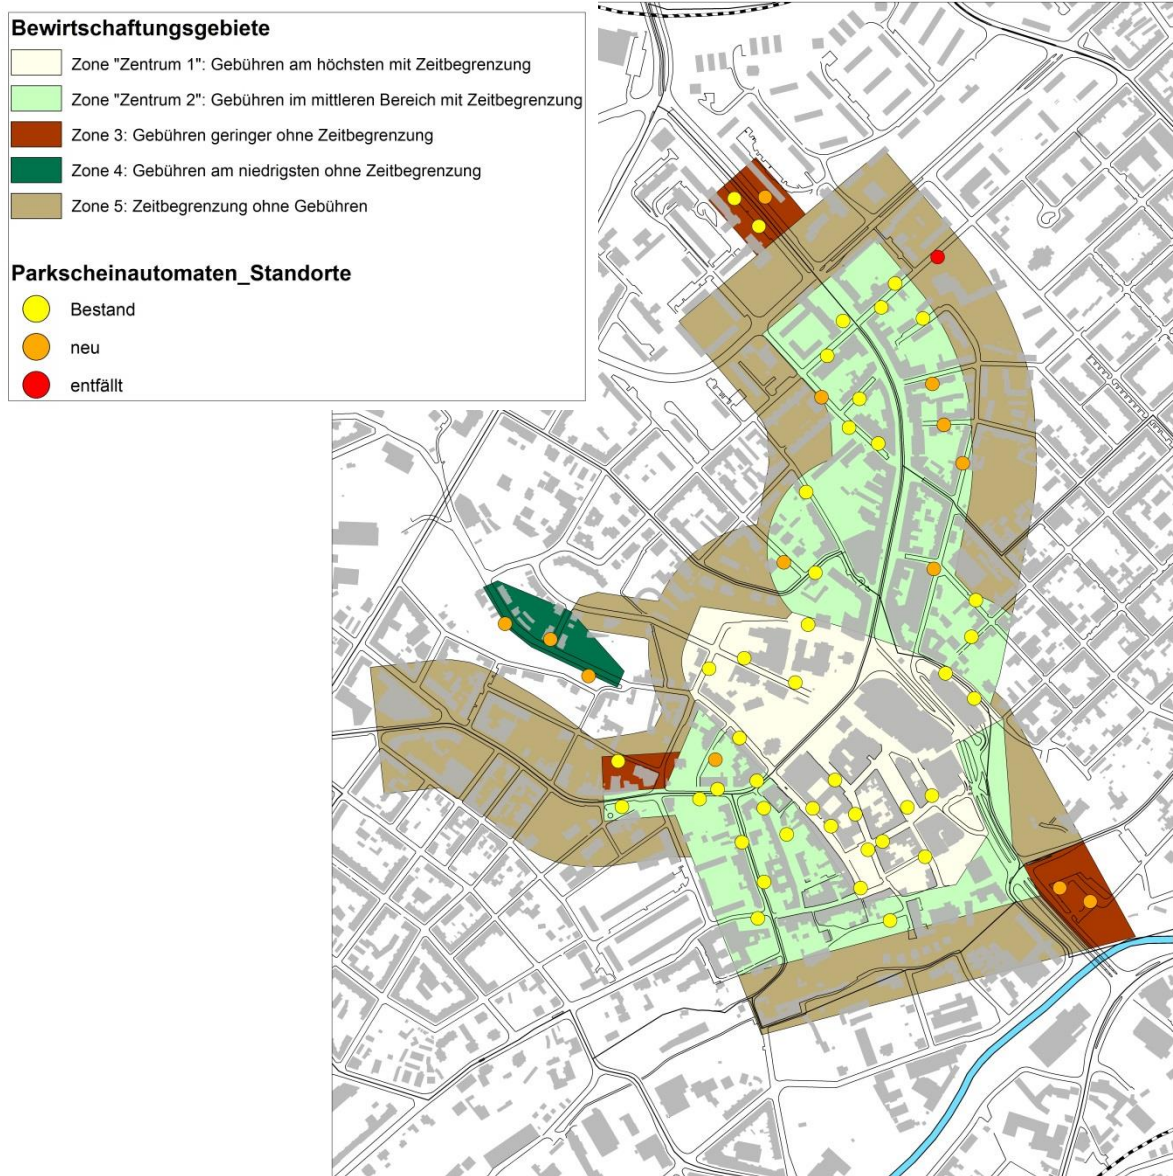 Bewirtschaftungsgebiete
Zone "Zentrum 1": Gebühren am höchsten mit Zeitbegrenzung
Zone "Zentrum 2": Gebühren im mittleren Bereich mit Zeitbegrenzung
Zone 3: Gebühren geringer ohne Zeitbegrenzung
Zone 4: Gebühren am niedrigsten ohne Zeitbegrenzung
Zone 5: Zeitbegrenzung ohne Gebühren
Parkscheinautomaten_Standorte
Bestand
neu
entfällt